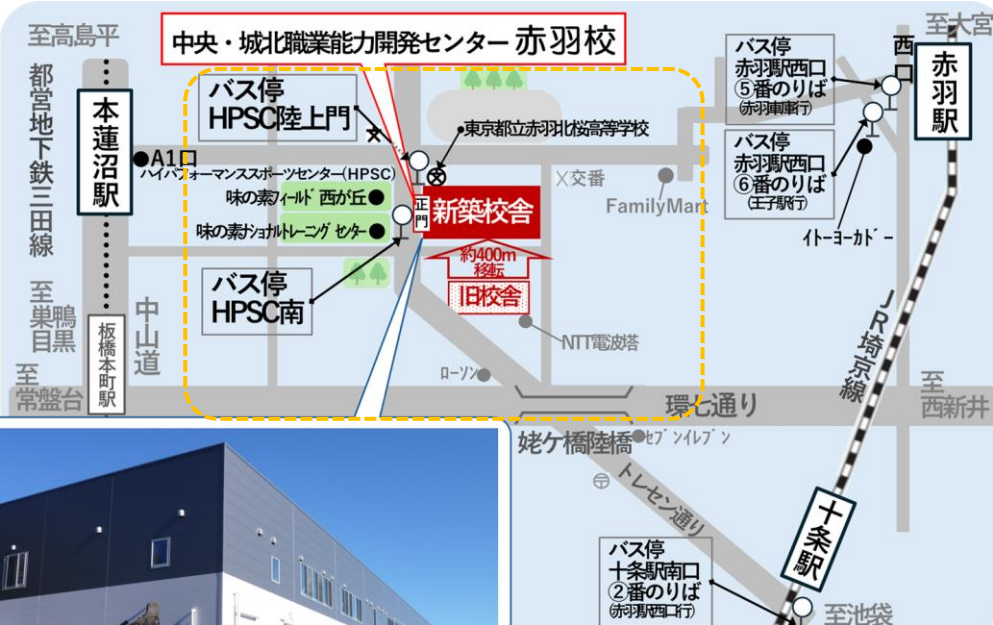 至高島平
中央・城北職業能力開発センター 赤羽校
至大宮
西口
赤羽駅
バス停
赤羽駅西口
⑤番のりば
(赤羽車庫行)
都営地下鉄三田線
本蓮沼駅
バス停
HPSC陸上門
東京都立赤羽北桜高等学校
バス停
赤羽駅西口
⑥番のりば
(王子駅行)
A1口
ハイパフォーマンススポーツセンター(HPSC)
味の素フィールド 西が丘
味の素ナショナルトレーニング センター
正門
新築校舎
交番
FamilyMart
イトーヨーカドー
約400m
移転
旧校舎
バス停
HPSC南
至
巣鴨
目黒
中山道
板橋本町駅
NTT電波塔
JR埼京線
ローソン
至
常盤台
環七通り
至
西新井
姥ケ橋陸橋
セブンイレブン
トレセン通り
十条駅
バス停
十条駅南口
②番のりば
(赤羽駅西口行)
至池袋